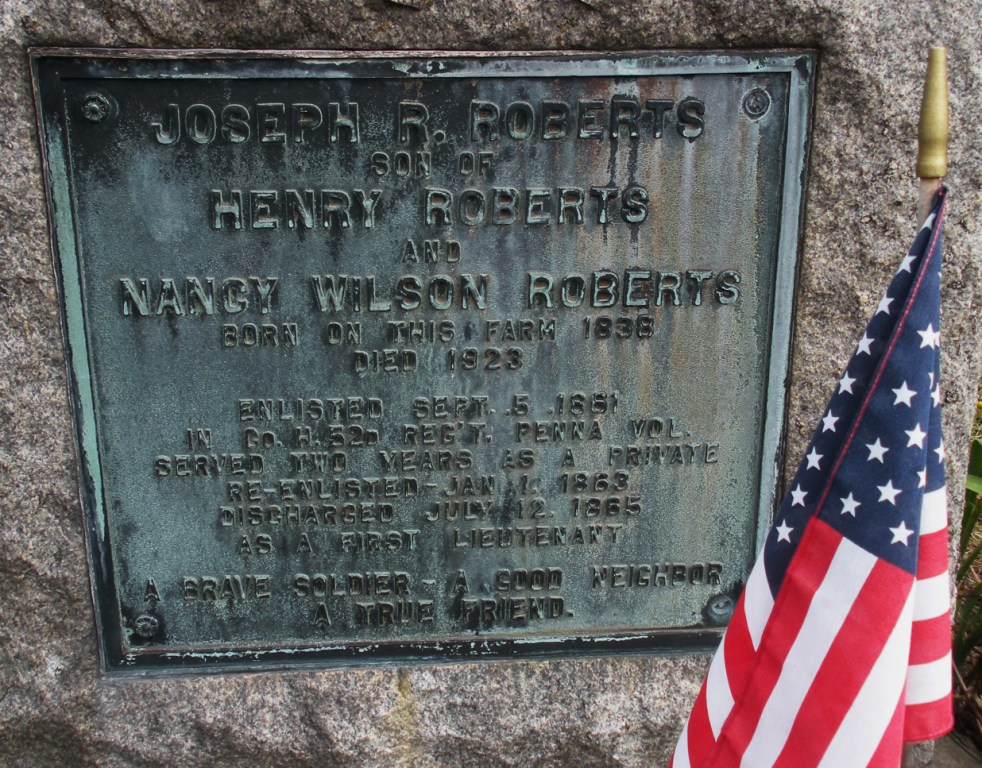 JOSEPH R. ROBERTS
SON OF
HENRY ROBERTS
AND
NANCY WILSON ROBERTS
BORN ON THIS FARM 1838
DIED 1923
ENLISTED SEPT. 5 1861
IN CO. H. 52D REG'T. PENNA VOL.
SERVED TWO YEARS AS A PRIVATE
RE-ENLISTED - JAN 1. 1863
DISCHARGED JULY 12. 1865
AS A FIRST LIEUTENANT
A BRAVE SOLDIER - A GOOD NEIGHBOR
A TRUE FRIEND.